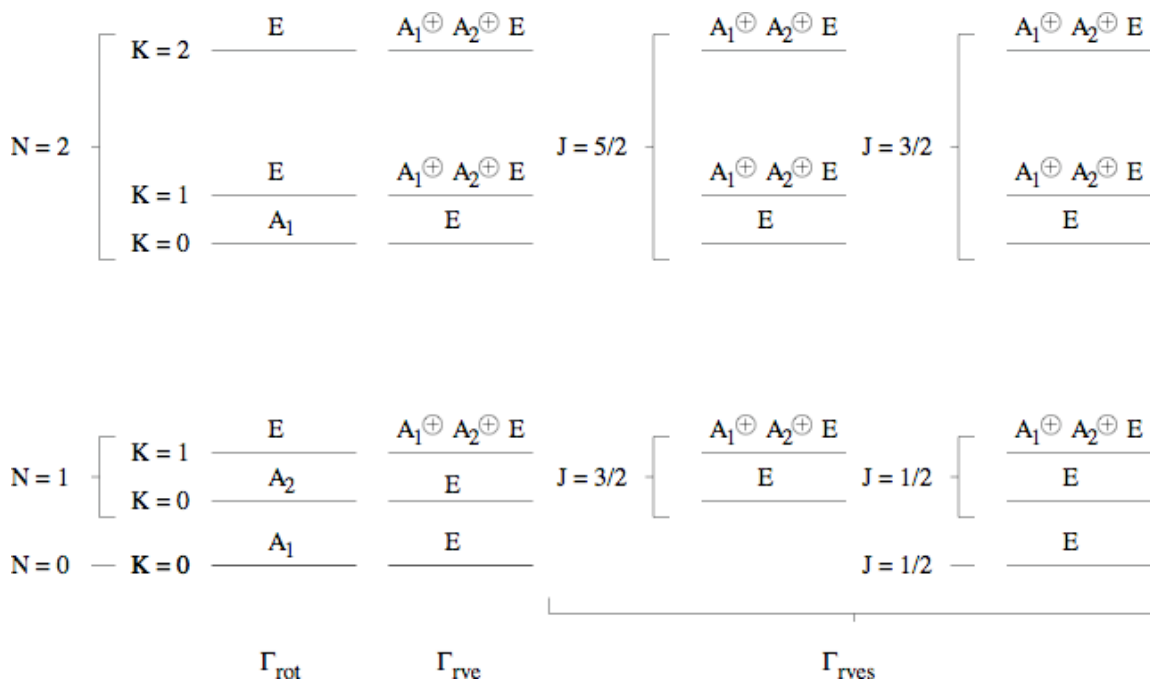 E A₁⊕ A₂⊕ E A₁⊕ A₂⊕ E A₁⊕ A₂⊕ E
K = 2
N = 2 J = 5/2 J = 3/2
E A₁⊕ A₂⊕ E A₁⊕ A₂⊕ E A₁⊕ A₂⊕ E
K = 1
A₁ E E E
K = 0
E A₁⊕ A₂⊕ E A₁⊕ A₂⊕ E A₁⊕ A₂⊕ E
K = 1
N = 1 A₂ E J = 3/2 E J = 1/2 E
K = 0
A₁ E E
N = 0 K = 0 J = 1/2
Γrot Γrve Γrves